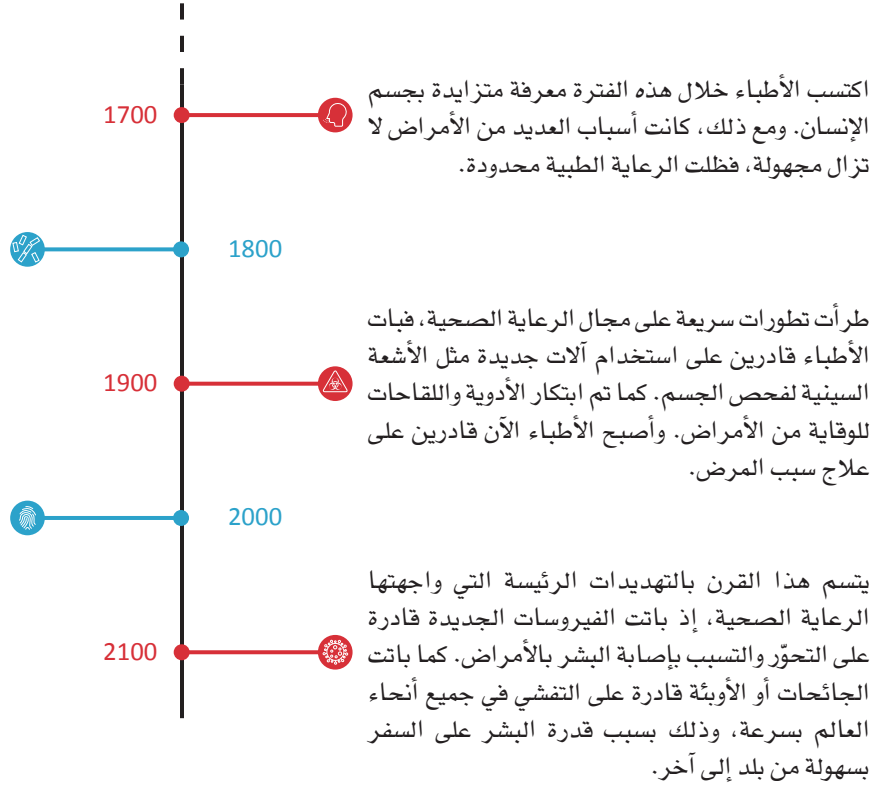 1700
اكتسب الأطباء خلال هذه الفترة معرفة متزايدة بجسم
الإنسان. ومع ذلك، كانت أسباب العديد من الأمراض لا
تزال مجهولة، فظلت الرعاية الطبية محدودة.
1800
1900
طرأت تطورات سريعة على مجال الرعاية الصحية، فبات
الأطباء قادرين على استخدام آلات جديدة مثل الأشعة
السينية لفحص الجسم. كما تم ابتكار الأدوية واللقاحات
للوقاية من الأمراض. وأصبح الأطباء الآن قادرين على
علاج سبب المرض.
2000
2100
يتسم هذا القرن بالتهديدات الرئيسة التي واجهتها
الرعاية الصحية، إذ باتت الفيروسات الجديدة قادرة
على التحوّر والتسبب بإصابة البشر بالأمراض. كما باتت
الجائحات أو الأوبئة قادرة على التفشي في جميع أنحاء
العالم بسرعة، وذلك بسبب قدرة البشر على السفر
بسهولة من بلد إلى آخر.